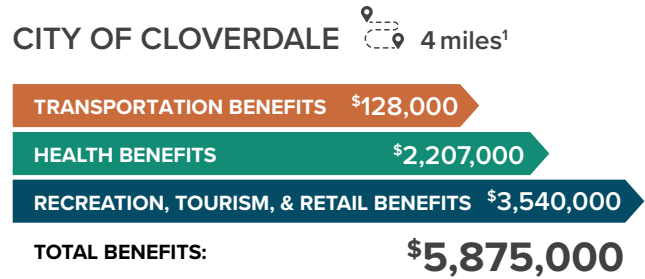 CITY OF CLOVERDALE 4 miles¹
TRANSPORTATION BENEFITS $128,000
HEALTH BENEFITS $2,207,000
RECREATION, TOURISM, & RETAIL BENEFITS $3,540,000
TOTAL BENEFITS: $5,875,000